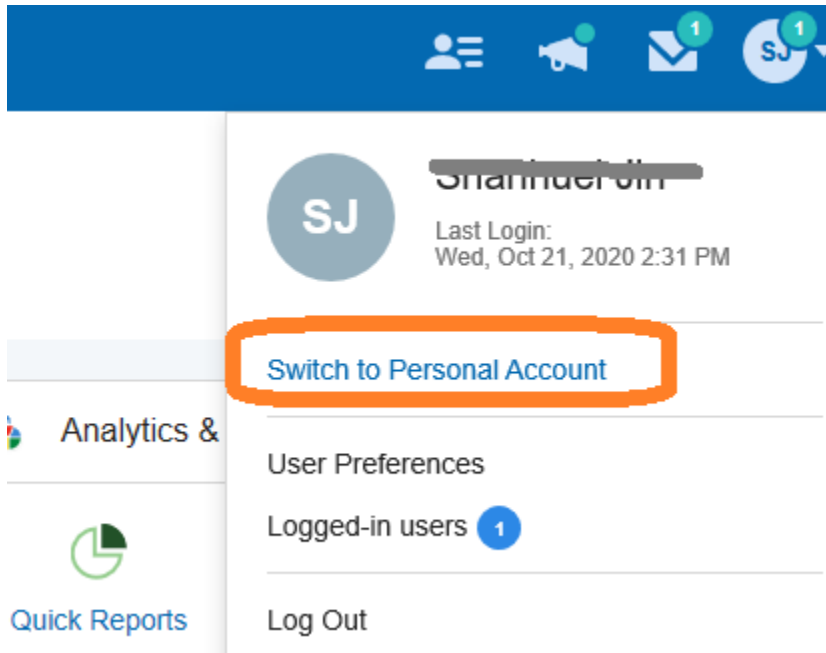 1
1
SJ
SJ
Last Login:
Wed, Oct 21, 2020 2:31 PM
Switch to Personal Account
Analytics &
User Preferences
Logged-in users 1
Quick Reports
Log Out